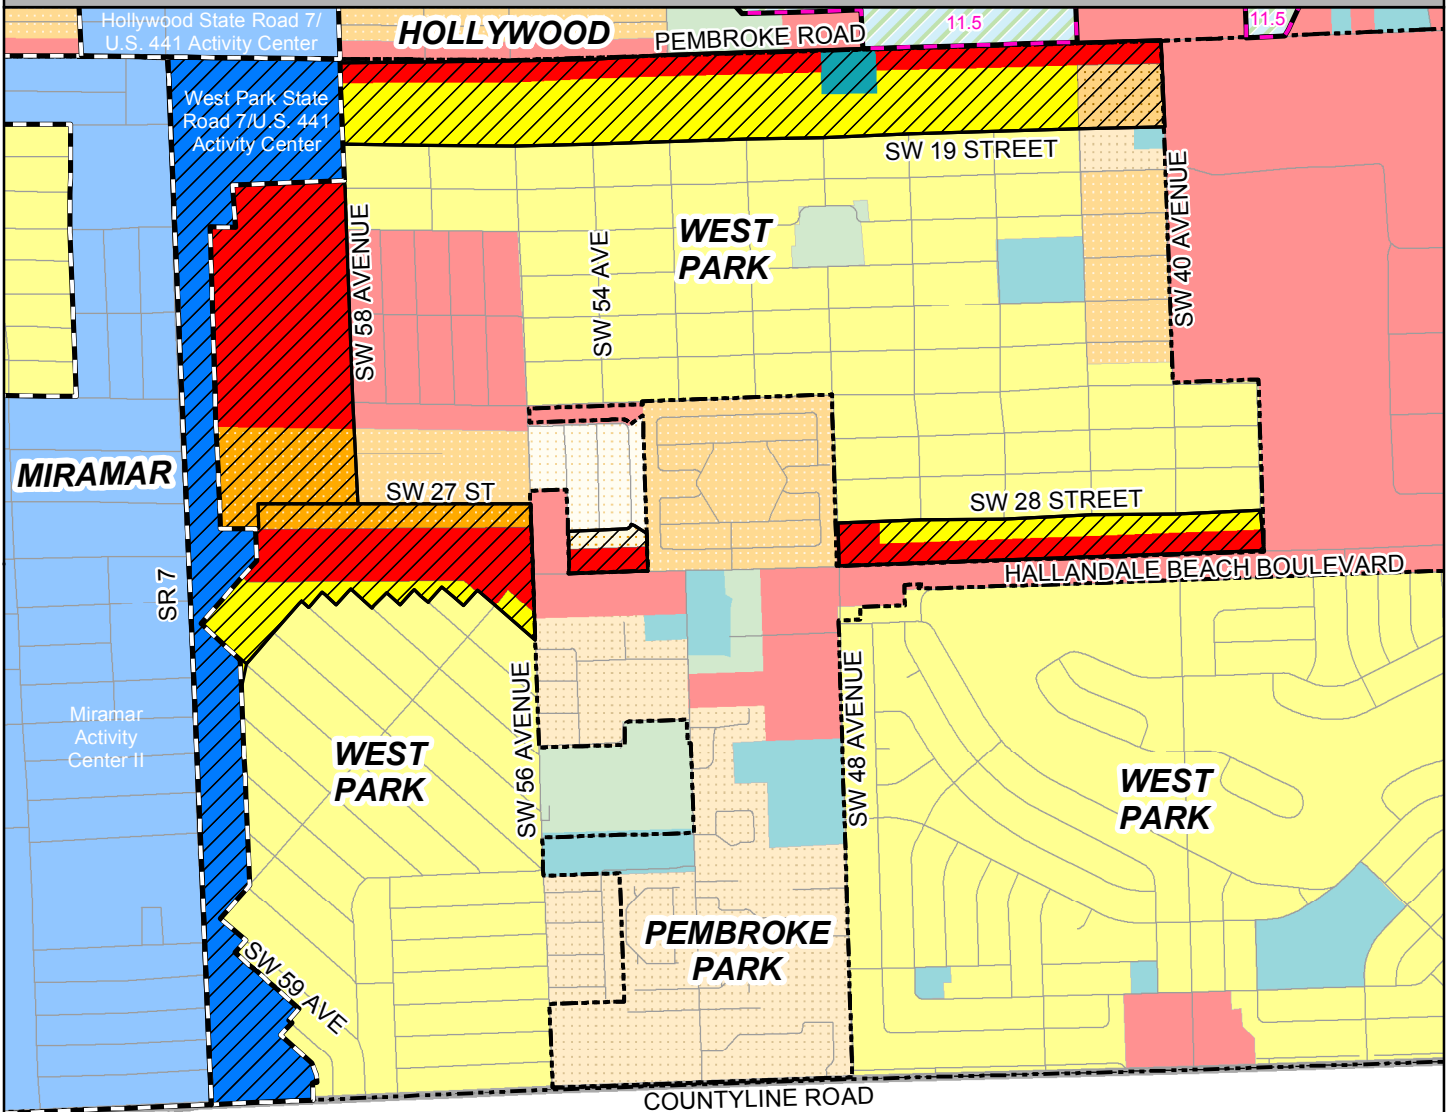 Hollywood State Road 7/
U.S. 441 Activity Center
HOLLYWOOD
PEMBROKE ROAD
11.5
11.5
West Park State
Road 7/U.S. 441
Activity Center
SW 19 STREET
SW 58 AVENUE
SW 54 AVE
WEST
PARK
SW 40 AVENUE
MIRAMAR
SW 27 ST
SW 28 STREET
HALLANDALE BEACH BOULEVARD
SR 7
Miramar
Activity
Center II
WEST
PARK
SW 56 AVENUE
SW 48 AVENUE
WEST
PARK
PEMBROKE
PARK
SW 59 AVE
COUNTYLINE ROAD